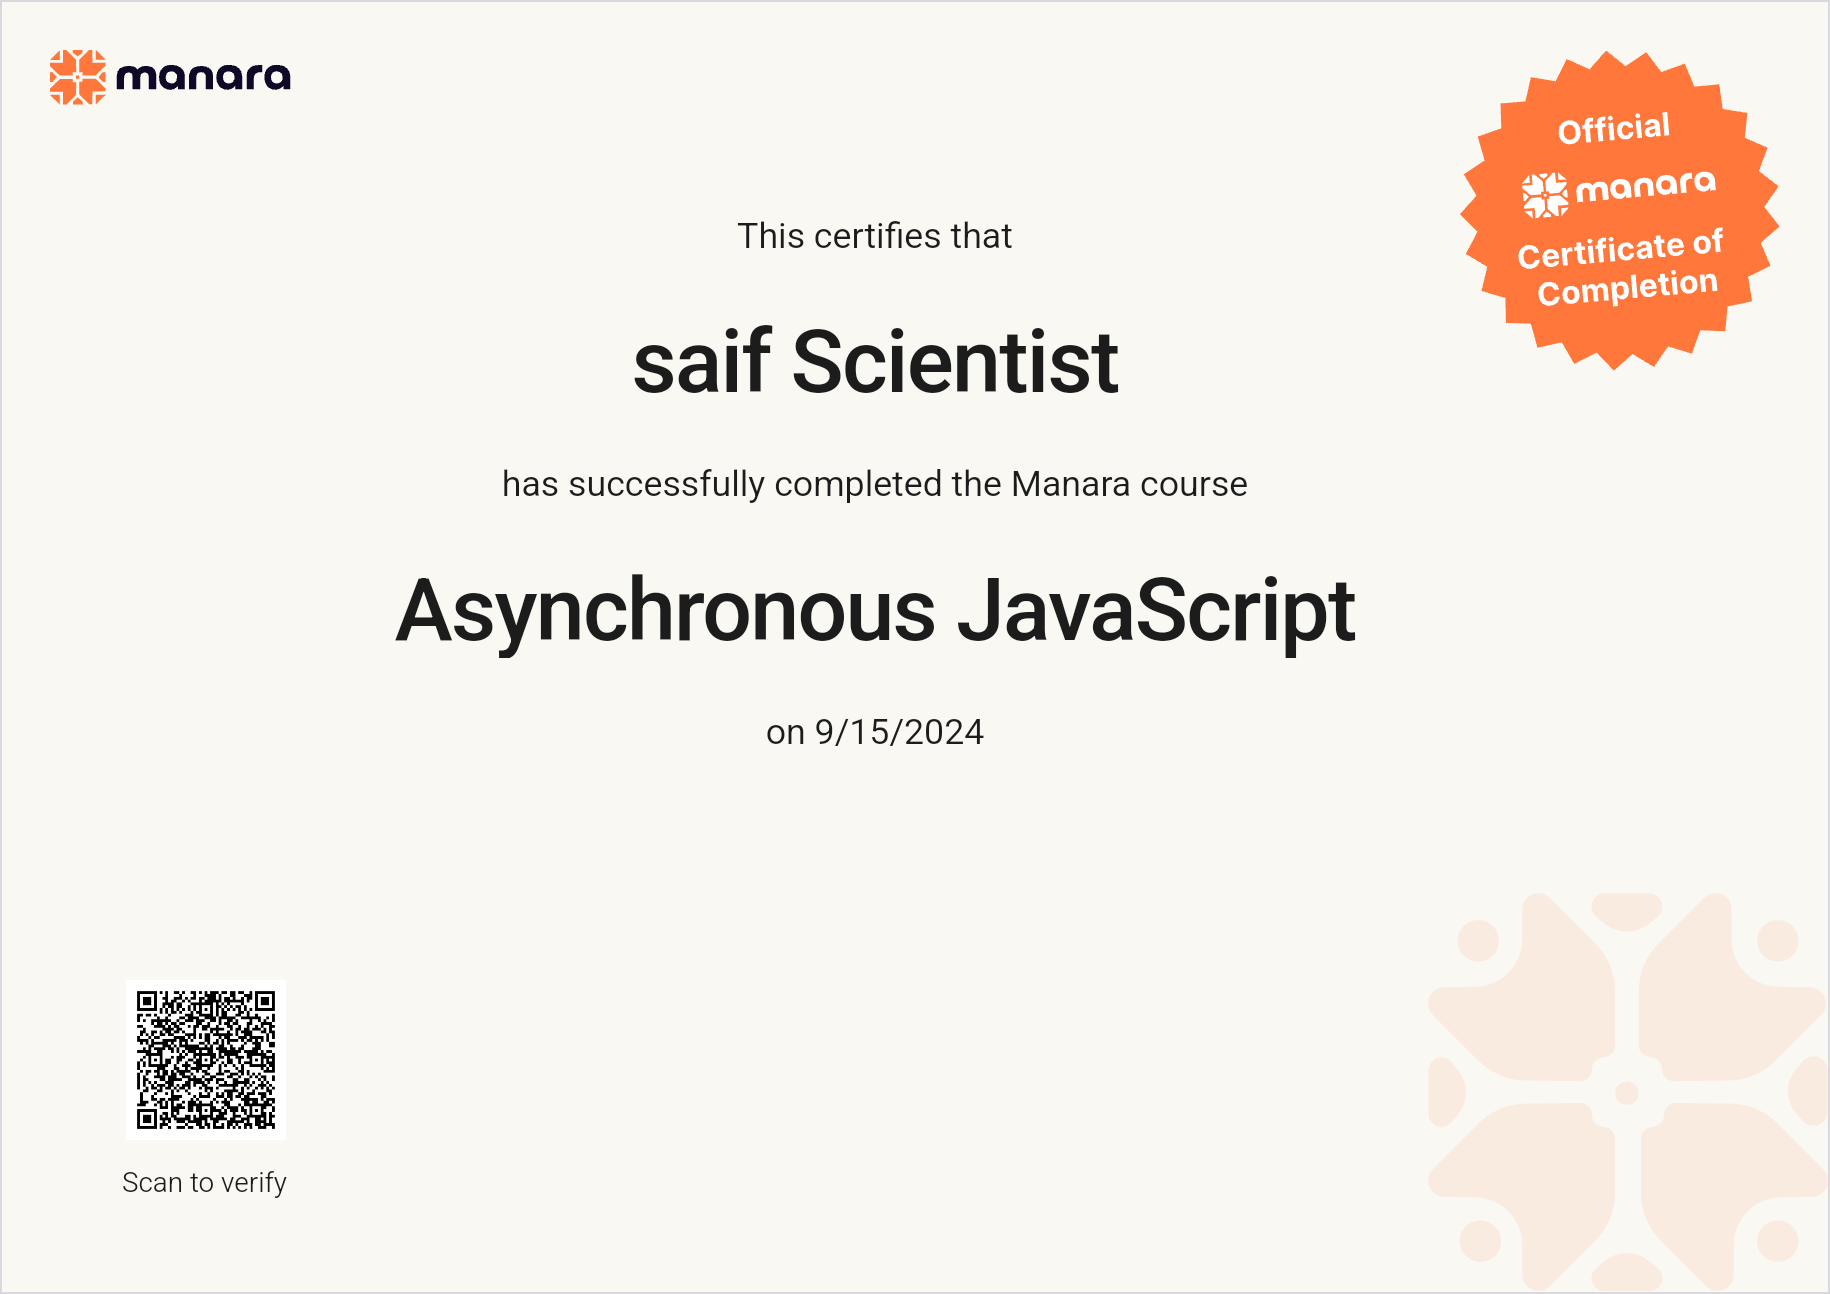 manara
Official
manara
Certificate of
Completion
This certifies that
saif Scientist
has successfully completed the Manara course
Asynchronous JavaScript
on 9/15/2024
Scan to verify